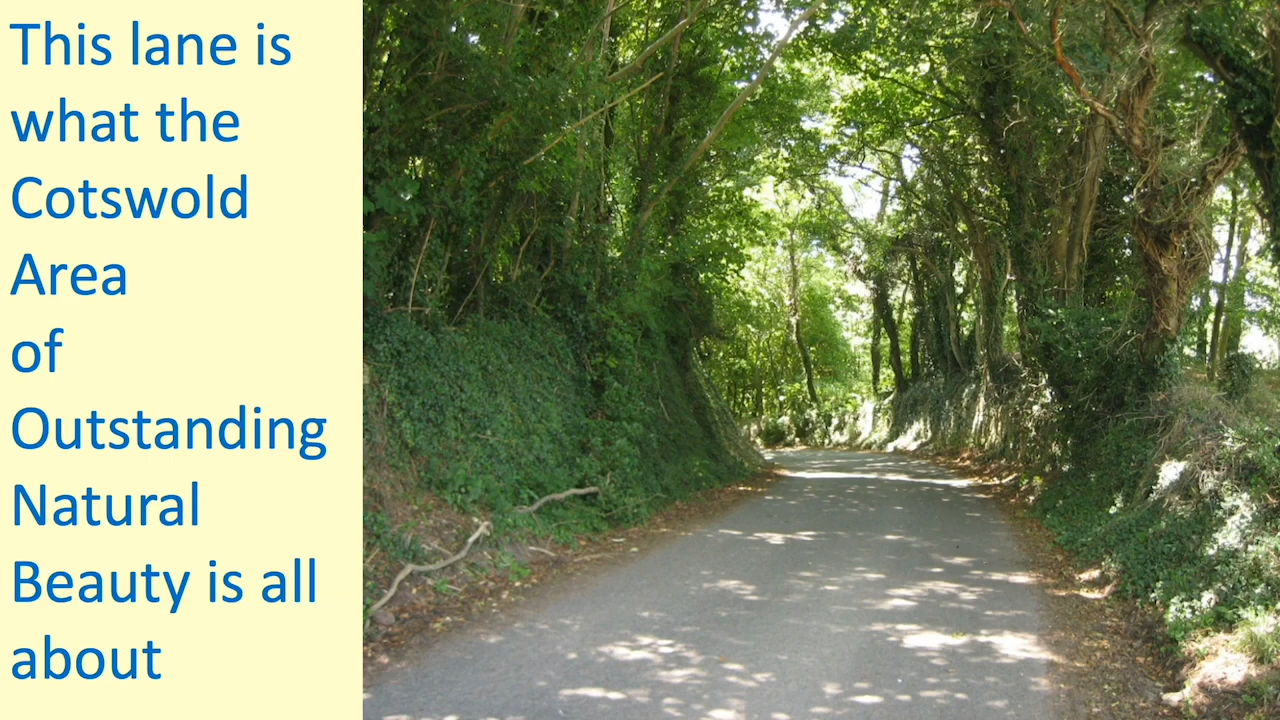 This lane is
what the
Cotswold
Area
of
Outstanding
Natural
Beauty is all
about